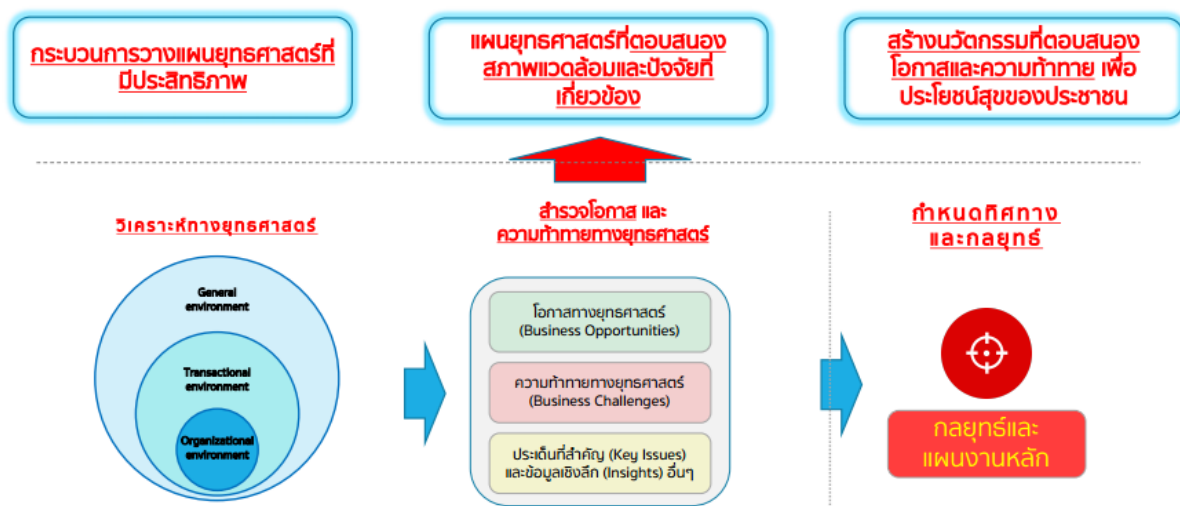 กระบวนการวางแผนยุทธศาสตร์ที่
มีประสิทธิภาพ
แผนยุทธศาสตร์ที่ตอบสนอง
สภาพแวดล้อมและปัจจัยที่
เกี่ยวข้อง
สร้างนวัตกรรมที่ตอบสนอง
โอกาสและความท้าทาย เพื่อ
ประโยชน์สุขของประชาชน
วิเคราะห์ทางยุทธศาสตร์
สำรวจโอกาส และ
ความท้าทายทางยุทธศาสตร์
กำหนดทิศทาง
และกลยุทธ์
General
environment
Transactional
environment
Organizational
environment
โอกาสทางยุทธศาสตร์
(Business Opportunities)
ความท้าทายทางยุทธศาสตร์
(Business Challenges)
ประเด็นที่สำคัญ (Key Issues)
และข้อมูลเชิงลึก (Insights) อื่นๆ
กลยุทธ์และ
แผนงานหลัก